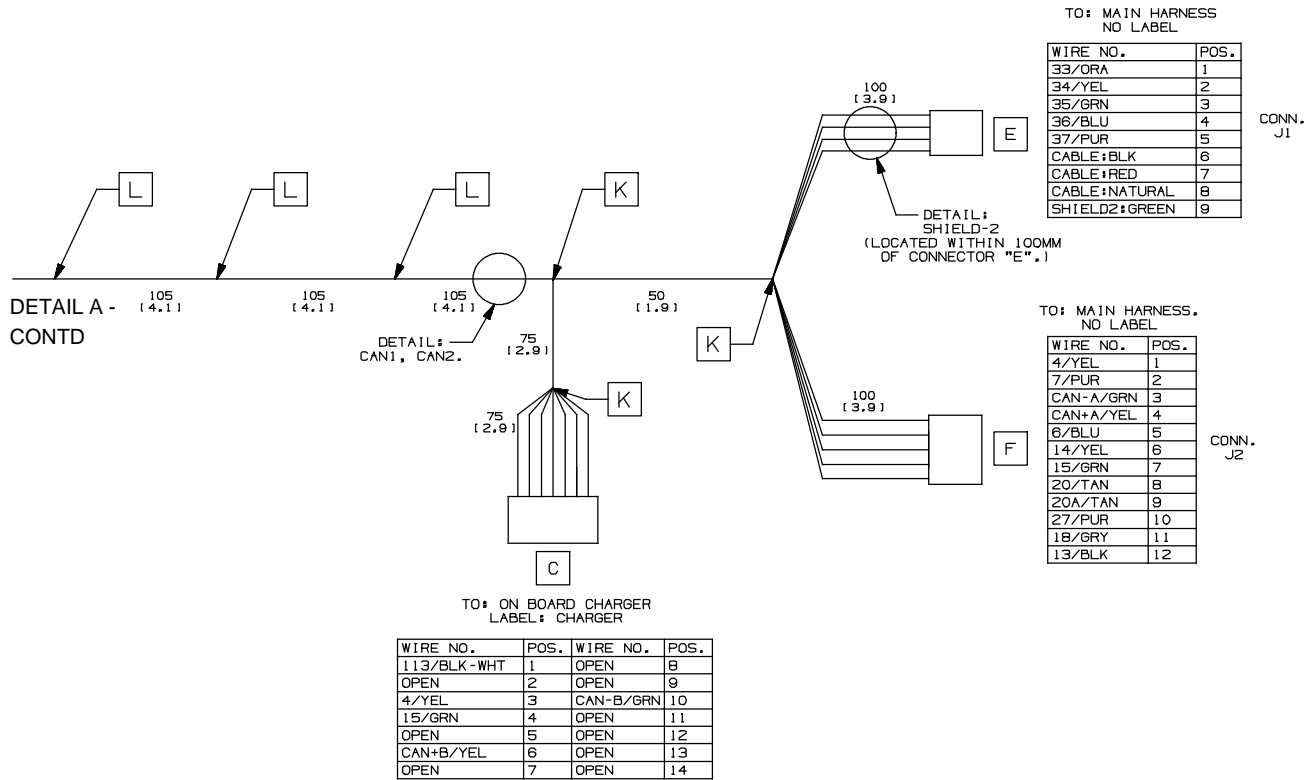 TO: MAIN HARNESS
NO LABEL
WIRE NO. POS.
33/ORA 1
34/YEL 2
35/GRN 3
36/BLU 4
37/PUR 5
CABLE:BLK 6
CABLE:RED 7
CABLE:NATURAL 8
SHIELD2:GREEN 9
CONN.
J1
100
[3.9]
E
L
L
L
K
DETAIL:
SHIELD-2
(LOCATED WITHIN 100MM
OF CONNECTOR "E".)
DETAIL A -
CONTD
105
[4.1]
105
[4.1]
105
[4.1]
50
[1.9]
DETAIL:
CAN1, CAN2.
75
[2.9]
K
K
75
[2.9]
C
TO: MAIN HARNESS.
NO LABEL
WIRE NO. POS.
4/YEL 1
7/PUR 2
CAN-A/GRN 3
CAN+A/YEL 4
6/BLU 5
14/YEL 6
15/GRN 7
20/TAN 8
20A/TAN 9
27/PUR 10
18/GRY 11
13/BLK 12
CONN.
J2
100
[3.9]
F
TO: ON BOARD CHARGER
LABEL: CHARGER
WIRE NO. POS. WIRE NO. POS.
113/BLK-WHT 1 OPEN 8
OPEN 2 OPEN 9
4/YEL 3 CAN-B/GRN 10
15/GRN 4 OPEN 11
OPEN 5 OPEN 12
CAN+B/YEL 6 OPEN 13
OPEN 7 OPEN 14